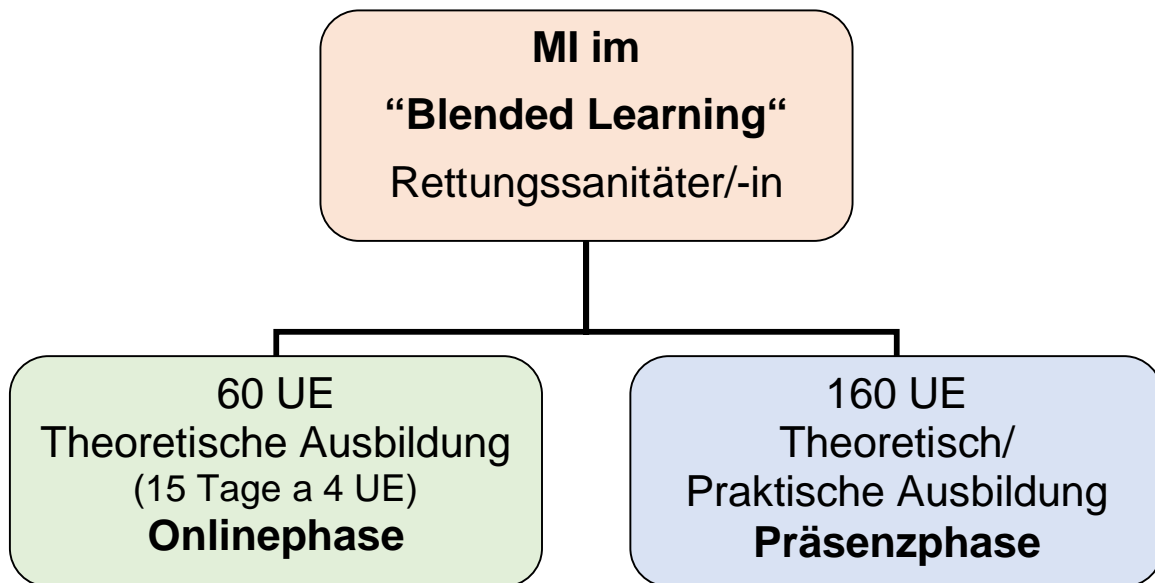 MI im
“Blended Learning“
Rettungssanitäter/-in
60 UE
Theoretische Ausbildung
(15 Tage a 4 UE)
Onlinephase
160 UE
Theoretisch/
Praktische Ausbildung
Präsenzphase